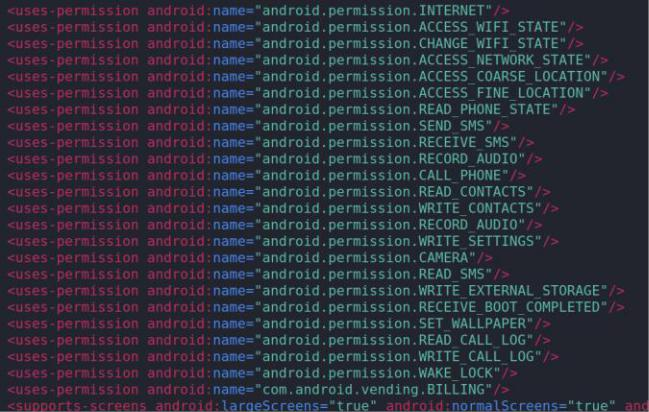 <uses-permission android:name="android.permission.INTERNET"/>
<uses-permission android:name="android.permission.ACCESS_WIFI_STATE"/>
<uses-permission android:name="android.permission.CHANGE_WIFI_STATE"/>
<uses-permission android:name="android.permission.ACCESS_NETWORK_STATE"/>
<uses-permission android:name="android.permission.ACCESS_COARSE_LOCATION"/>
<uses-permission android:name="android.permission.ACCESS_FINE_LOCATION"/>
<uses-permission android:name="android.permission.READ_PHONE_STATE"/>
<uses-permission android:name="android.permission.SEND_SMS"/>
<uses-permission android:name="android.permission.RECEIVE_SMS"/>
<uses-permission android:name="android.permission.RECORD_AUDIO"/>
<uses-permission android:name="android.permission.CALL_PHONE"/>
<uses-permission android:name="android.permission.READ_CONTACTS"/>
<uses-permission android:name="android.permission.WRITE_CONTACTS"/>
<uses-permission android:name="android.permission.RECORD_AUDIO"/>
<uses-permission android:name="android.permission.WRITE_SETTINGS"/>
<uses-permission android:name="android.permission.CAMERA"/>
<uses-permission android:name="android.permission.READ_SMS"/>
<uses-permission android:name="android.permission.WRITE_EXTERNAL_STORAGE"/>
<uses-permission android:name="android.permission.RECEIVE_BOOT_COMPLETED"/>
<uses-permission android:name="android.permission.SET_WALLPAPER"/>
<uses-permission android:name="android.permission.READ_CALL_LOG"/>
<uses-permission android:name="android.permission.WRITE_CALL_LOG"/>
<uses-permission android:name="android.permission.WAKE_LOCK"/>
<uses-permission android:name="com.android.vending.BILLING"/>
<supports-screens android:largeScreens="true" android:normalScreens="true" and